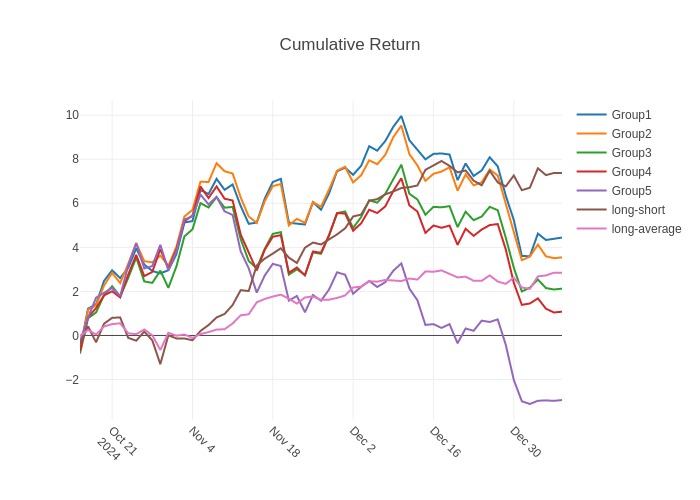 Cumulative Return
10
8
6
4
2
0
−2
Oct 21
2024
Nov 4
Nov 18
Dec 2
Dec 16
Dec 30
Group1
Group2
Group3
Group4
Group5
long-short
long-average